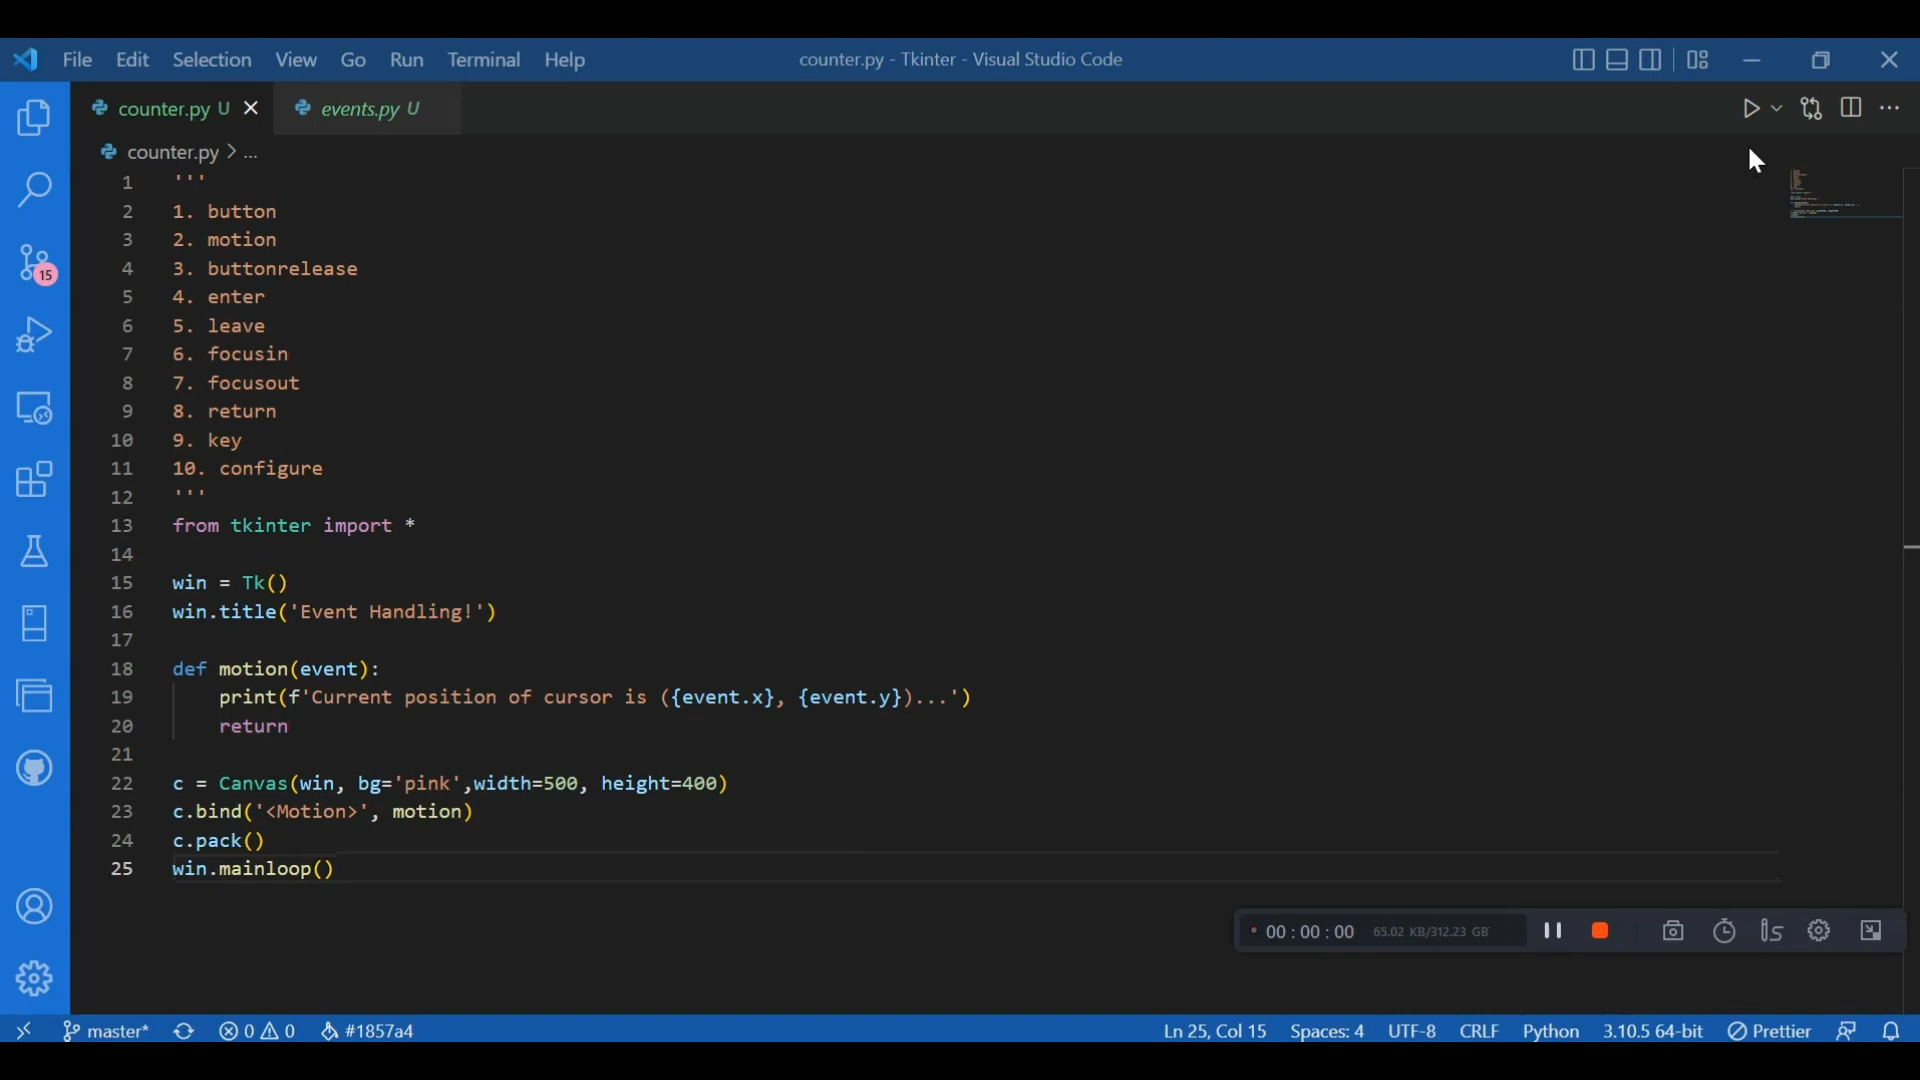 File Edit Selection View Go Run Terminal Help counter.py - Tkinter - Visual Studio Code
counter.py U events.py U
counter.py > ...
1 '''
2 1. button
3 2. motion
4 3. buttonrelease
5 4. enter
6 5. leave
7 6. focusin
8 7. focusout
9 8. return
10 9. key
11 10. configure
12 '''
13 from tkinter import *
14
15 win = Tk()
16 win.title('Event Handling!')
17
18 def motion(event):
19 print(f'Current position of cursor is ({event.x}, {event.y})...')
20 return
21
22 c = Canvas(win, bg='pink',width=500, height=400)
23 c.bind('<Motion>', motion)
24 c.pack()
25 win.mainloop()
15
00:00:00 65.02 KB/312.23 GB
master* 0 0 #1857a4 Ln 25, Col 15 Spaces: 4 UTF-8 CRLF Python 3.10.5 64-bit Prettier